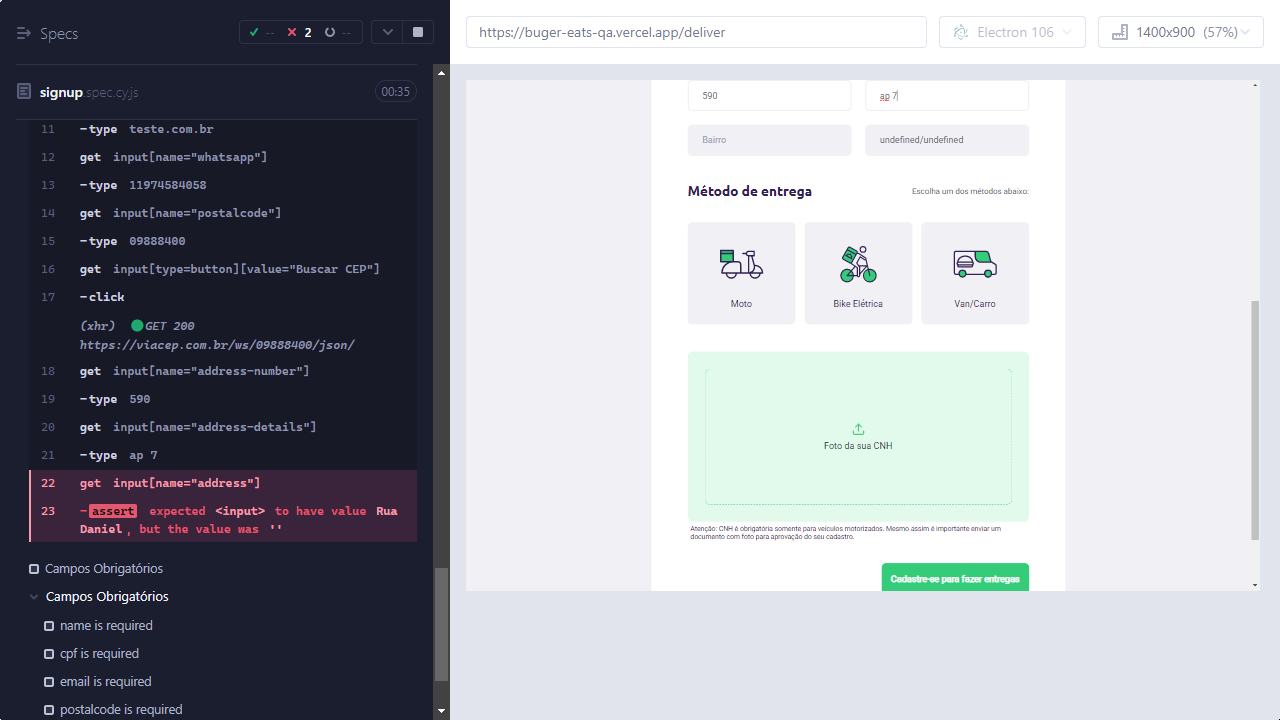 Specs
-- 2 --
signup.spec.cy.js
00:35
11 -type teste.com.br
12 get input[name="whatsapp"]
13 -type 11974584058
14 get input[name="postalcode"]
15 -type 09888400
16 get input[type=button][value="Buscar CEP"]
17 -click
(xhr) GET 200
https://viacep.com.br/ws/09888400/json/
18 get input[name="address-number"]
19 -type 590
20 get input[name="address-details"]
21 -type ap 7
22 get input[name="address"]
23 -assert expected <input> to have value Rua
Daniel, but the value was ''
Campos Obrigatórios
Campos Obrigatórios
name is required
cpf is required
email is required
postalcode is required
https://buger-eats-qa.vercel.app/deliver
Electron 106
1400x900 (57%)
590
ap 7
Bairro
undefined/undefined
Método de entrega
Escolha um dos métodos abaixo:
Moto
Bike Elétrica
Van/Carro
Foto da sua CNH
Atenção: CNH é obrigatória somente para veículos motorizados. Mesmo assim é importante enviar um
documento com foto para aprovação do seu cadastro.
Cadastre-se para fazer entregas